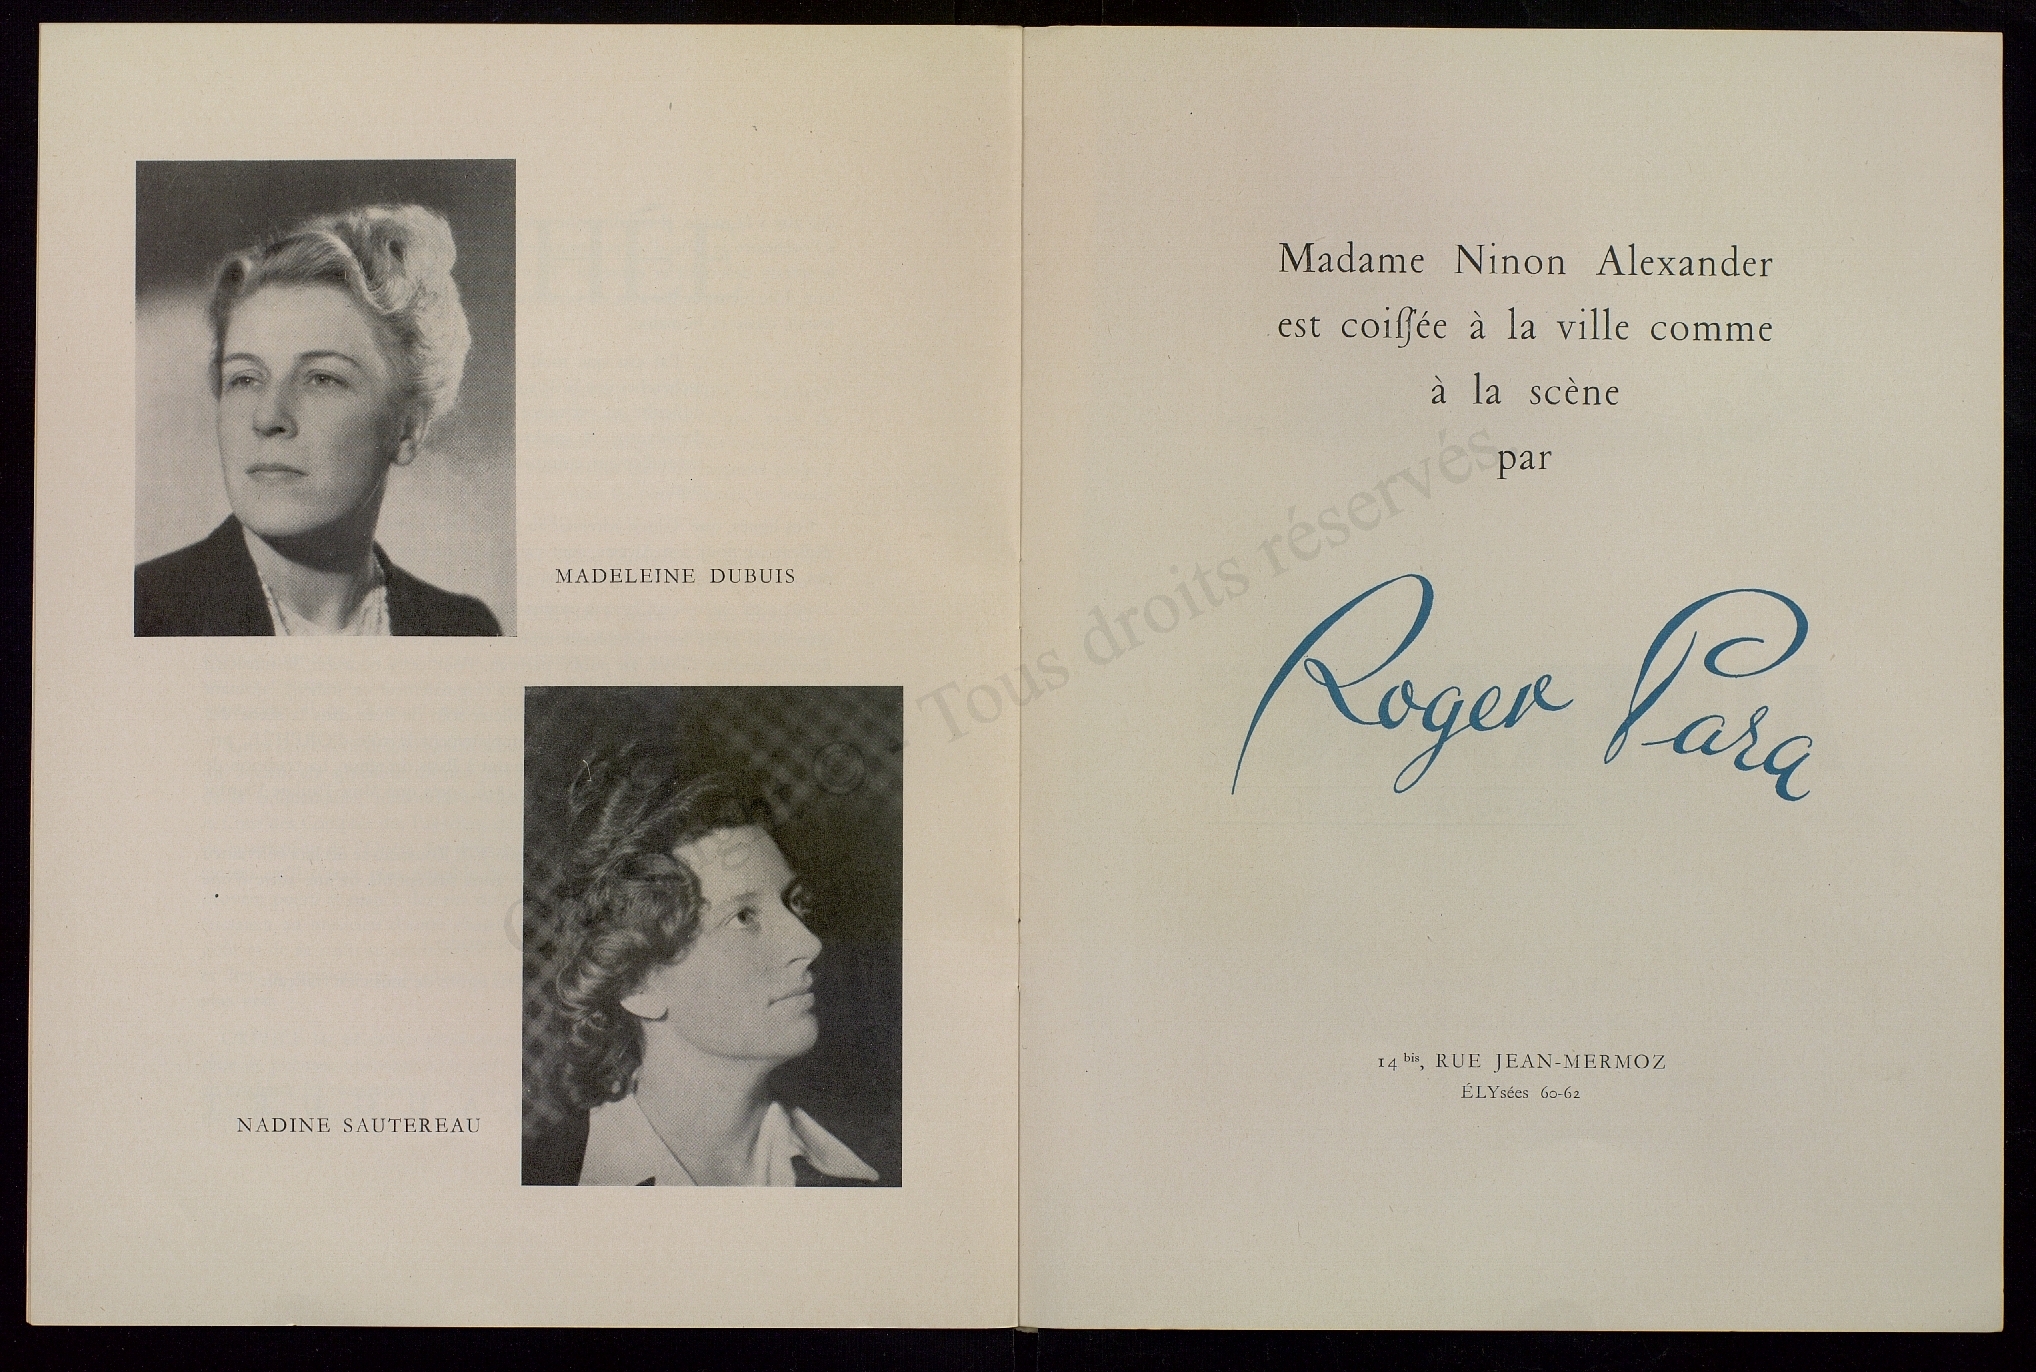 MADELEINE DUBUIS
NADINE SAUTEREAU
Madame Ninon Alexander
est coiffée à la ville comme
à la scène
par
Roger Para
14 bis, RUE JEAN-MERMOZ
ÉLYsées 60-62
© - Tous droits réservés